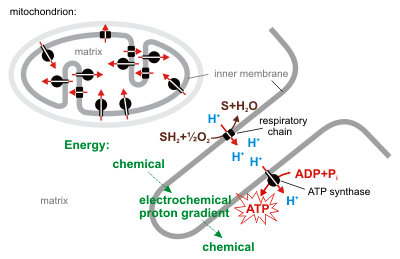 mitochondrion:
matrix
inner membrane
S+H₂O
H⁺
respiratory
chain
SH₂+½O₂
H⁺
H⁺
Energy:
chemical
H⁺
ADP+Pᵢ
ATP synthase
matrix
electrochemical
proton gradient
ATP
H⁺
chemical